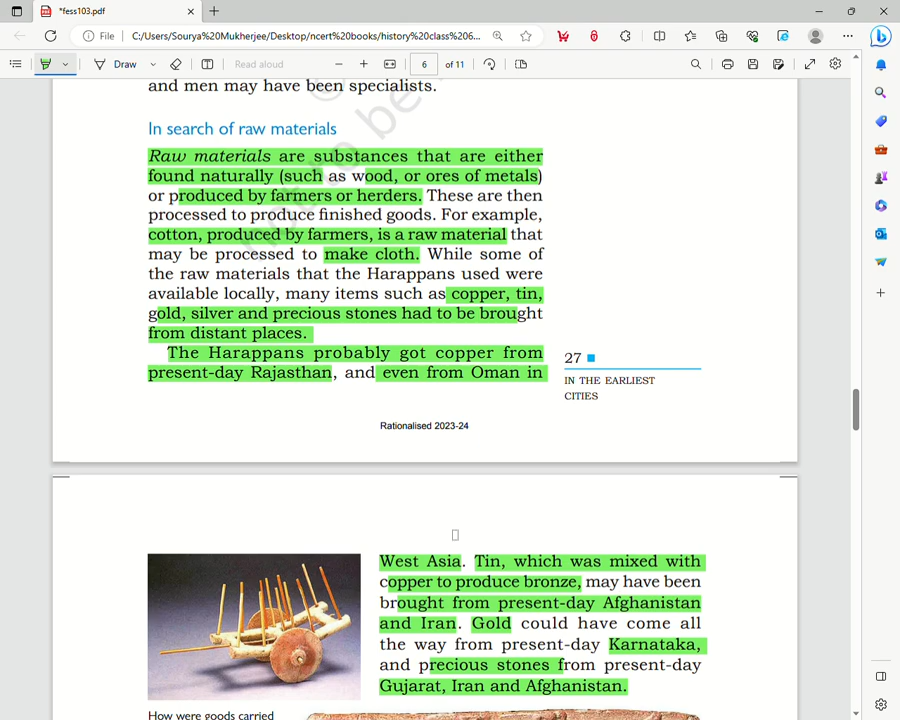 *fess103.pdf
File
C:/Users/Sourya%20Mukherjee/Desktop/ncert%20books/history%20class%206...
Draw
Read aloud
6
of 11
and men may have been specialists.
In search of raw materials
Raw materials are substances that are either
found naturally (such as wood, or ores of metals)
or produced by farmers or herders. These are then
processed to produce finished goods. For example,
cotton, produced by farmers, is a raw material that
may be processed to make cloth. While some of
the raw materials that the Harappans used were
available locally, many items such as copper, tin,
gold, silver and precious stones had to be brought
from distant places.
The Harappans probably got copper from
present-day Rajasthan, and even from Oman in
27
IN THE EARLIEST
CITIES
Rationalised 2023-24
West Asia. Tin, which was mixed with
copper to produce bronze, may have been
brought from present-day Afghanistan
and Iran. Gold could have come all
the way from present-day Karnataka,
and precious stones from present-day
Gujarat, Iran and Afghanistan.
How were goods carried